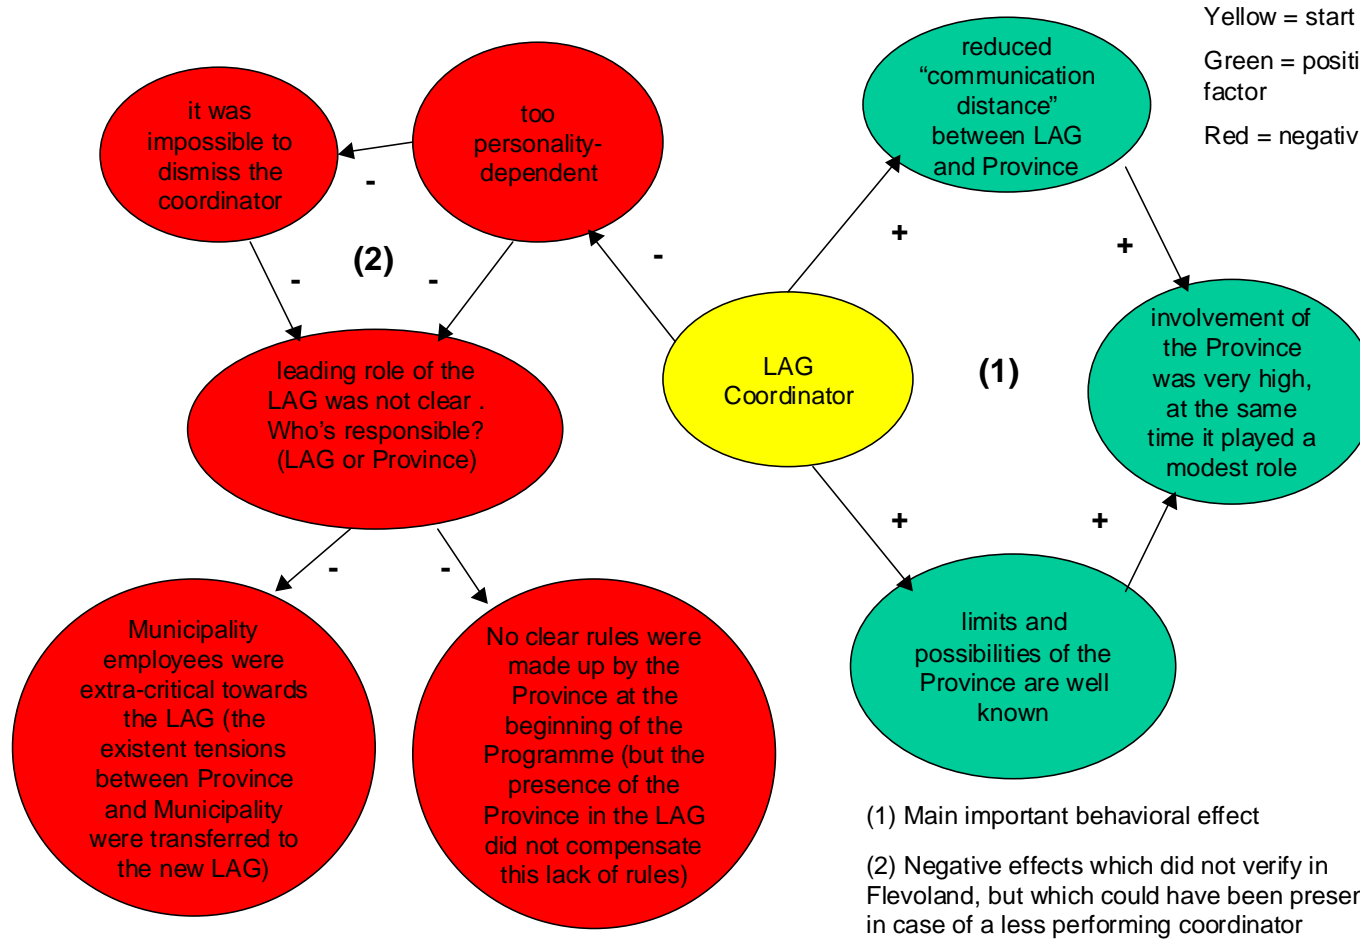 Yellow = start
Green = positi
factor
Red = negativ
it was
impossible to
dismiss the
coordinator
too
personality-
dependent
reduced
“communication
distance”
between LAG
and Province
-
(2)
-
-
-
+
+
leading role of the
LAG was not clear .
Who's responsible?
(LAG or Province)
LAG
Coordinator
(1)
involvement of
the Province
was very high,
at the same
time it played a
modest role
+
+
-
-
Municipality
employees were
extra-critical towards
the LAG (the
existent tensions
between Province
and Municipality
were transferred to
the new LAG)
No clear rules were
made up by the
Province at the
beginning of the
Programme (but the
presence of the
Province in the LAG
did not compensate
this lack of rules)
limits and
possibilities of the
Province are well
known
(1) Main important behavioral effect
(2) Negative effects which did not verify in
Flevoland, but which could have been presen
in case of a less performing coordinator